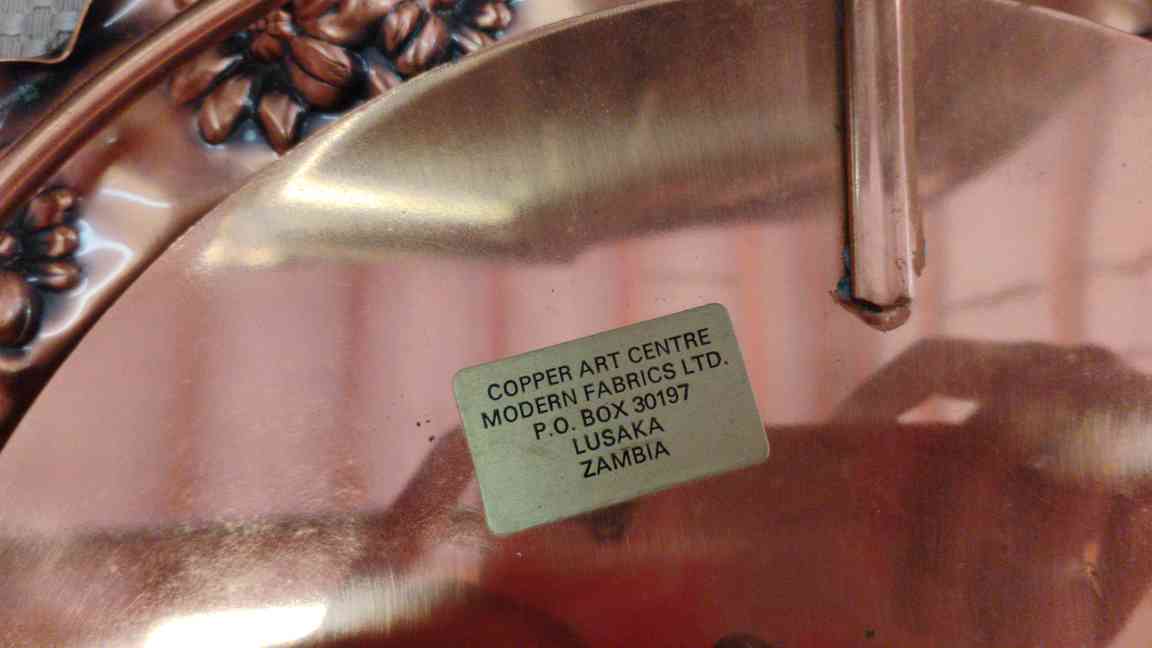 COPPER ART CENTRE
MODERN FABRICS LTD.
P.O. BOX 30197
LUSAKA
ZAMBIA